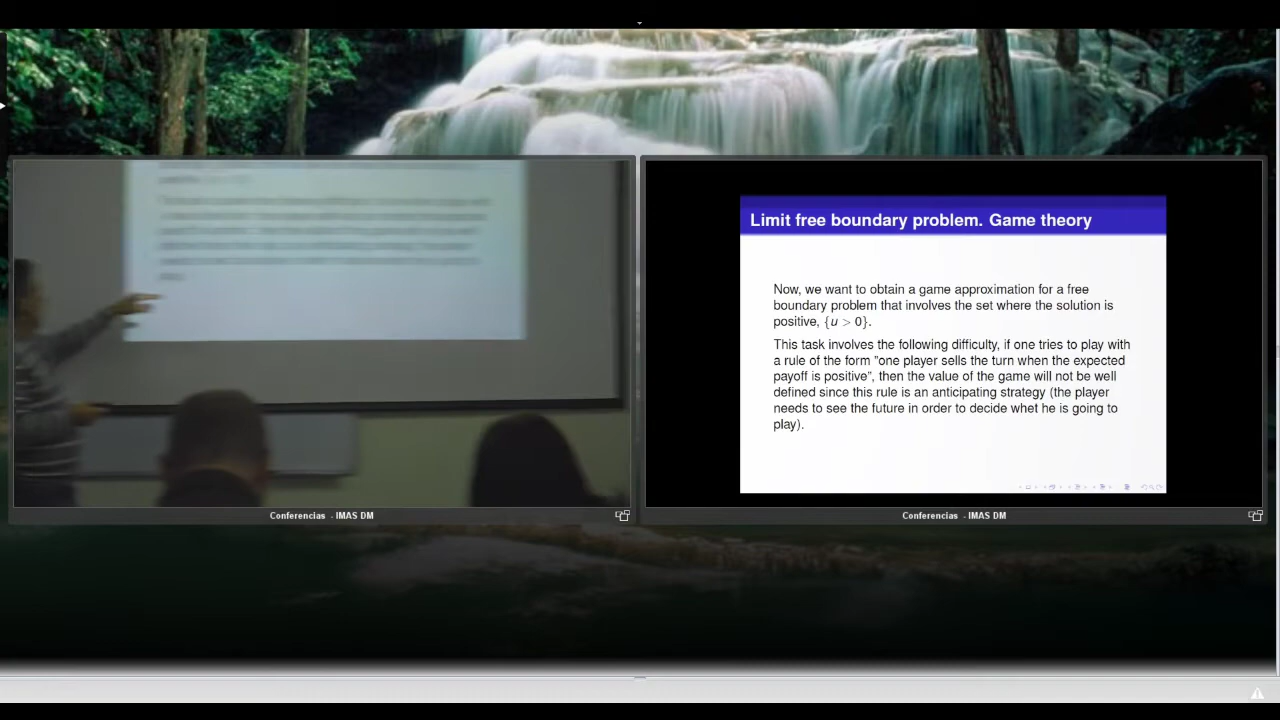 Limit free boundary problem. Game theory
Now, we want to obtain a game approximation for a free
boundary problem that involves the set where the solution is
positive, {u > 0}.
This task involves the following difficulty, if one tries to play with
a rule of the form "one player sells the turn when the expected
payoff is positive", then the value of the game will not be well
defined since this rule is an anticipating strategy (the player
needs to see the future in order to decide whet he is going to
play).
Conferencias - IMAS DM
Conferencias - IMAS DM